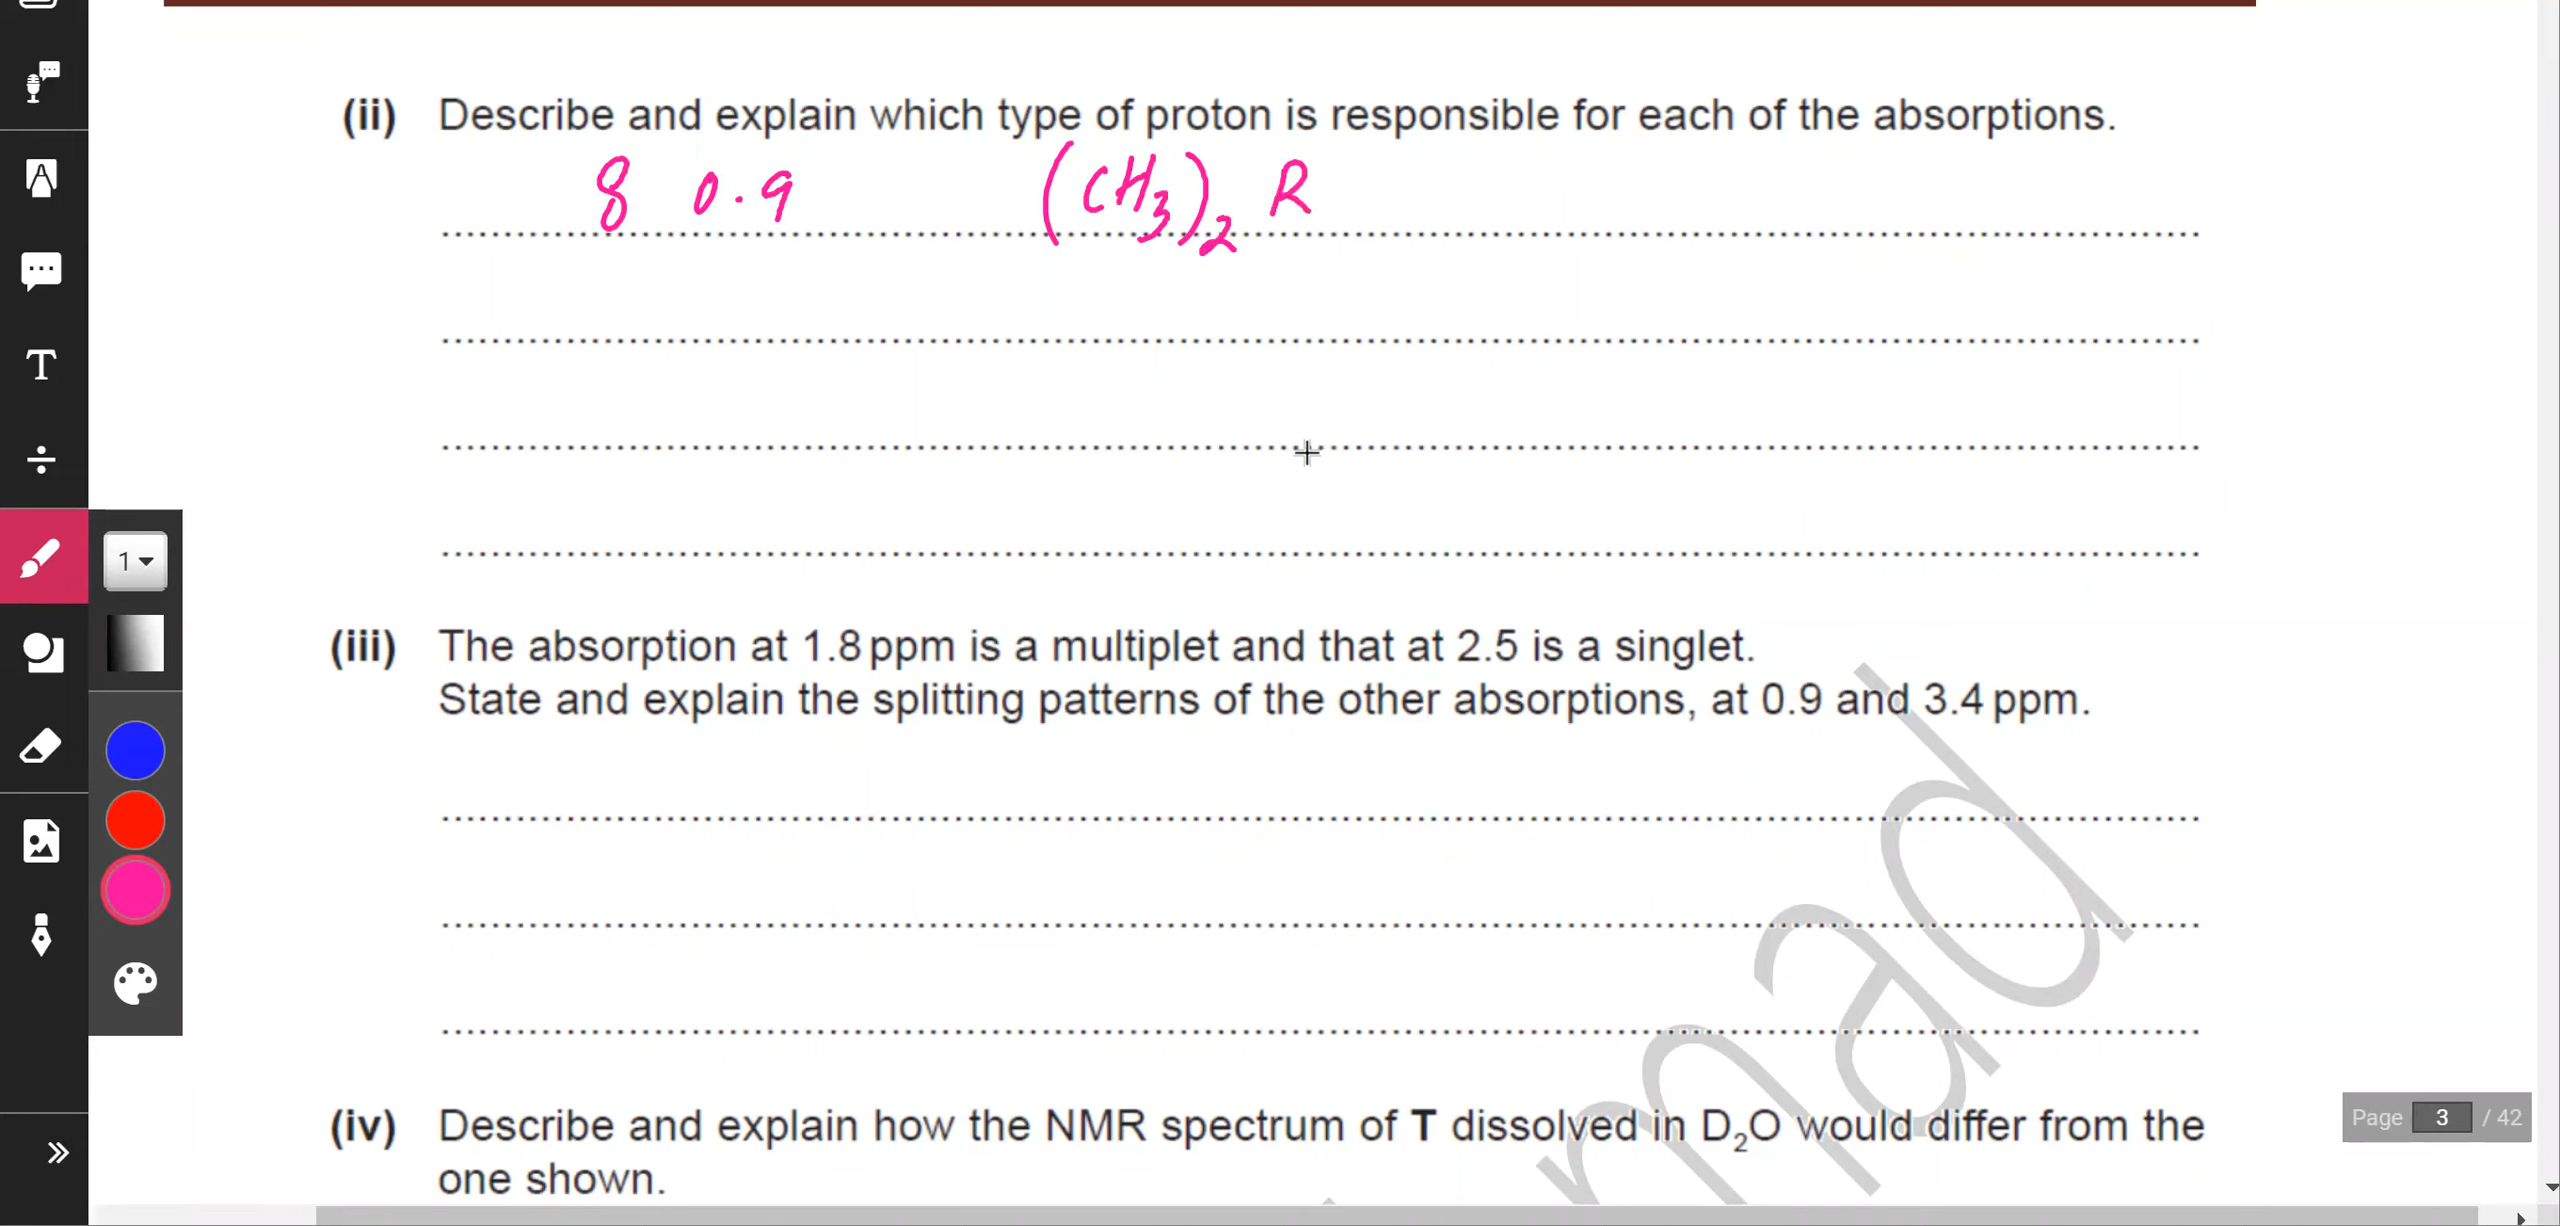 (ii) Describe and explain which type of proton is responsible for each of the absorptions.
δ 0.9 (CH3)2 R
(iii) The absorption at 1.8 ppm is a multiplet and that at 2.5 is a singlet.
State and explain the splitting patterns of the other absorptions, at 0.9 and 3.4 ppm.
(iv) Describe and explain how the NMR spectrum of T dissolved in D₂O would differ from the
one shown.
T
1
Page 3 / 42